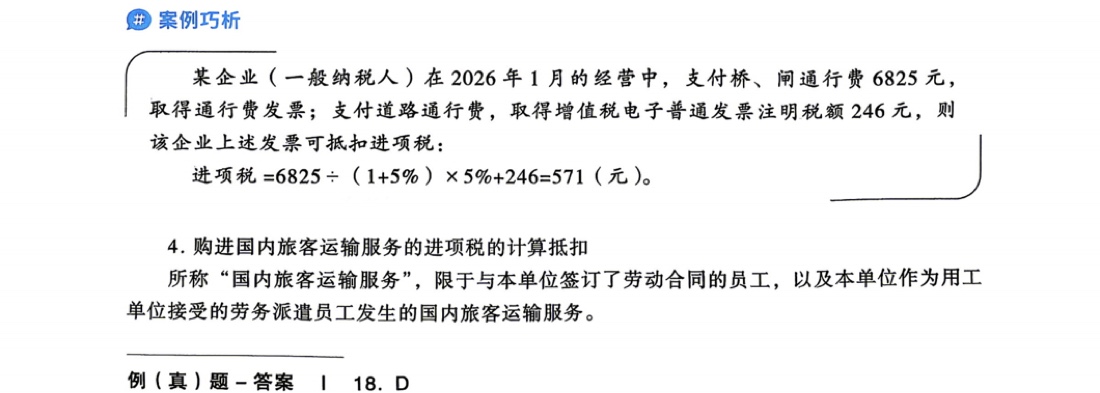 # 案例巧析
某企业（一般纳税人）在 2026 年 1 月的经营中，支付桥、闸通行费 6825 元，
取得通行费发票；支付道路通行费，取得增值税电子普通发票注明税额 246 元，则
该企业上述发票可抵扣进项税：
进项税 =6825÷（1+5%）×5%+246=571（元）。
4. 购进国内旅客运输服务的进项税的计算抵扣
所称“国内旅客运输服务”，限于与本单位签订了劳动合同的员工，以及本单位作为用工
单位接受的劳务派遣员工发生的国内旅客运输服务。
例（真）题－答案 | 18. D